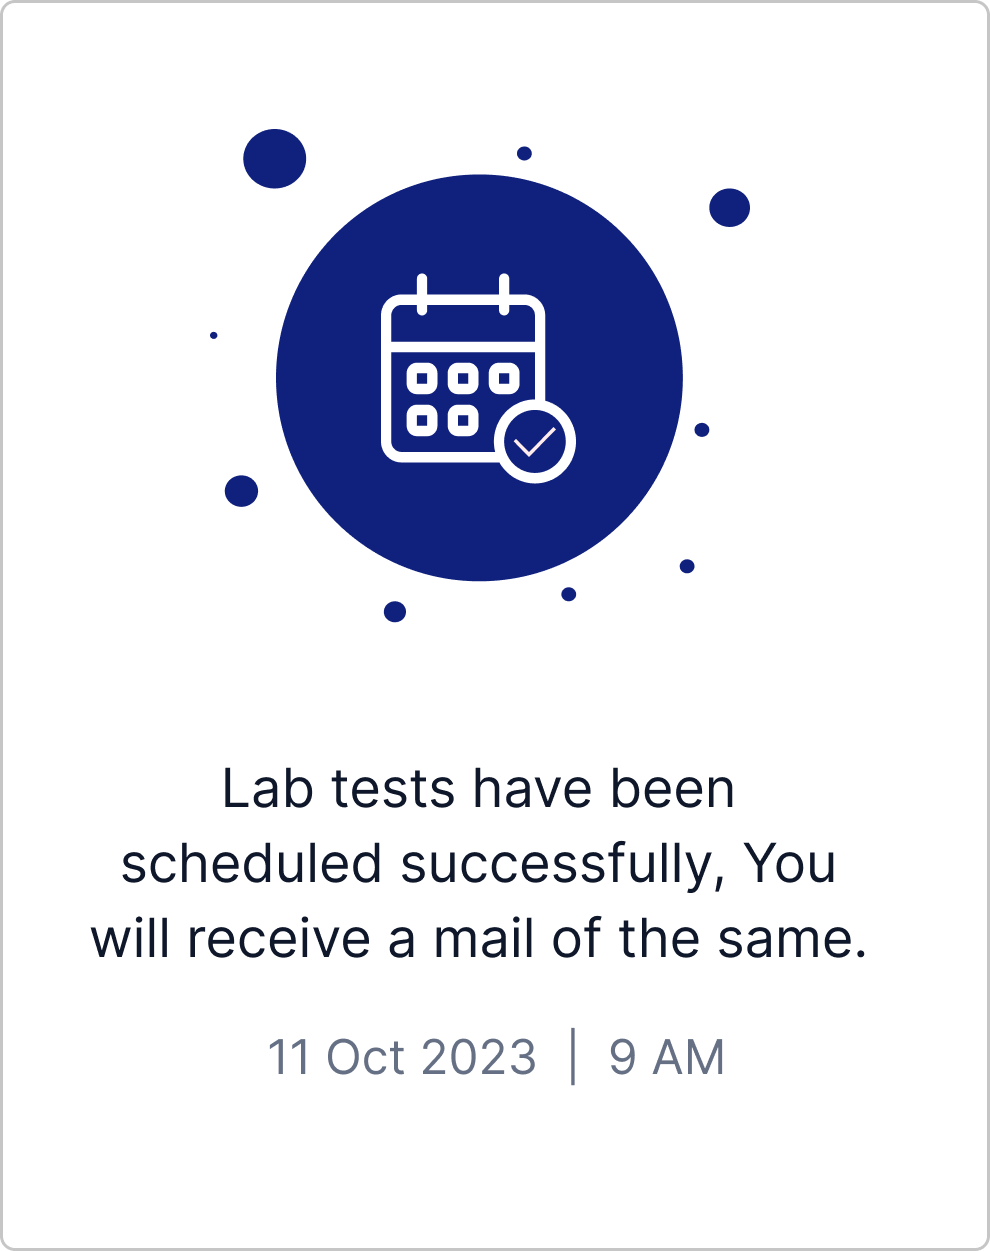 Lab tests have been
scheduled successfully, You
will receive a mail of the same.
11 Oct 2023 | 9 AM